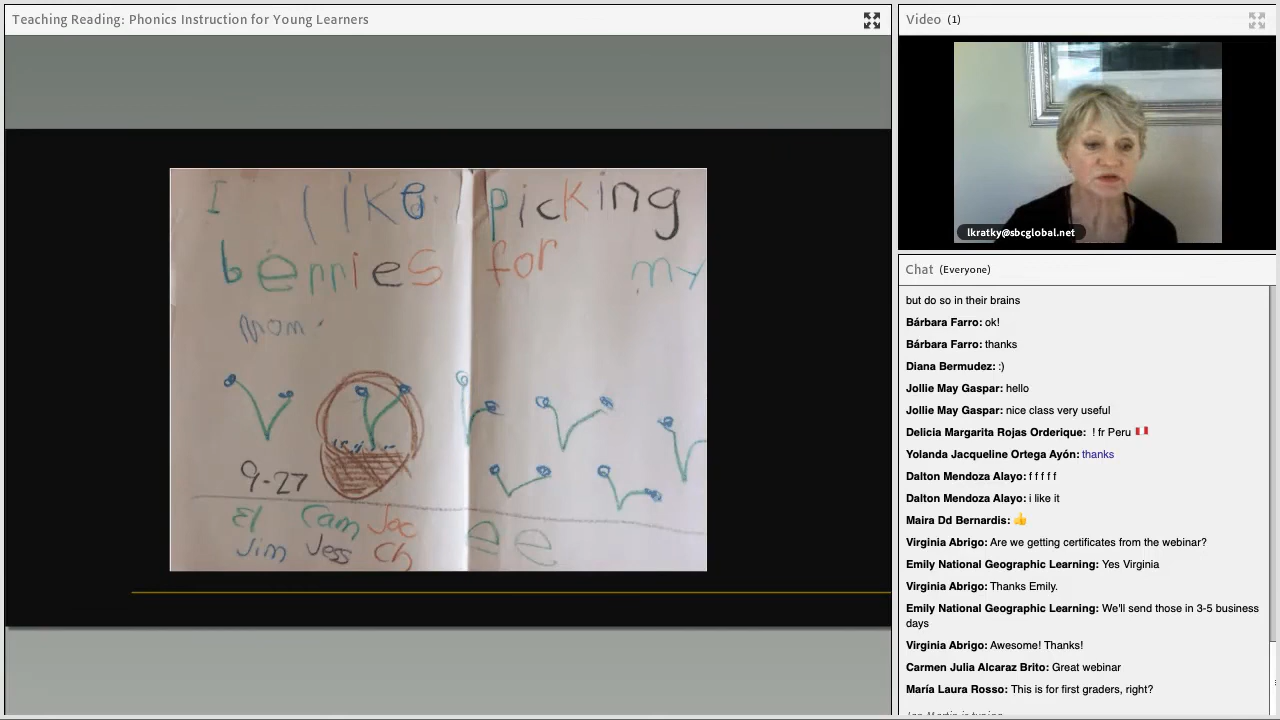 Teaching Reading: Phonics Instruction for Young Learners
I like picking
berries for my
mom.
9-27
El Cam Joc
Jim Jess Ch
ee
Video (1)
lkratky@sbcglobal.net
Chat (Everyone)
but do so in their brains
Bárbara Farro: ok!
Bárbara Farro: thanks
Diana Bermudez: :)
Jollie May Gaspar: hello
Jollie May Gaspar: nice class very useful
Delicia Margarita Rojas Orderique: ! fr Peru 🇵🇪
Yolanda Jacqueline Ortega Ayón: thanks
Dalton Mendoza Alayo: f f f f f
Dalton Mendoza Alayo: i like it
Maira Dd Bernardis: 👍
Virginia Abrigo: Are we getting certificates from the webinar?
Emily National Geographic Learning: Yes Virginia
Virginia Abrigo: Thanks Emily.
Emily National Geographic Learning: We'll send those in 3-5 business
days
Virginia Abrigo: Awesome! Thanks!
Carmen Julia Alcaraz Brito: Great webinar
María Laura Rosso: This is for first graders, right?